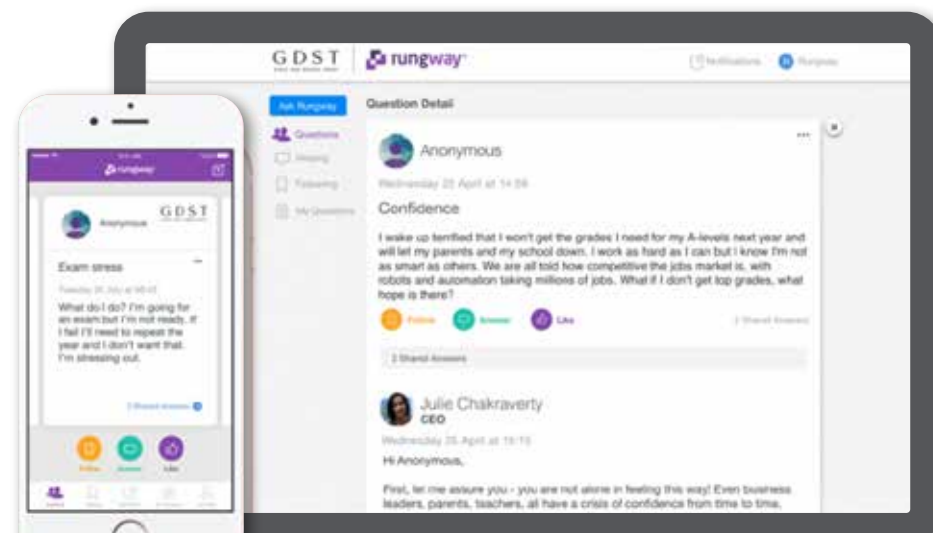 GDST
rungway
Notifications
Rungway
Ask Rungway
Question Detail
Questions
Helping
Following
My Questions
Anonymous
Wednesday 25 April at 14:59
Confidence
I wake up terrified that I won't get the grades I need for my A-levels next year and
will let my parents and my school down. I work as hard as I can but I know I'm not
as smart as others. We are all told how competitive the jobs market is, with
robots and automation taking millions of jobs. What if I don't get top grades, what
hope is there?
Follow
Answer
Like
2 Shared Answers
2 Shared Answers
Julie Chakraverty
CEO
Wednesday 25 April at 15:15
Hi Anonymous,
First, let me assure you - you are not alone in feeling this way! Even business
leaders, parents, teachers, all have a crisis of confidence from time to time,
rungway
GDST
Anonymous
Exam stress
What do I do? I'm going for
an exam but I'm not ready. If
I fail I'll need to repeat the
year and I don't want that.
I'm stressing out.
2 Shared Answers
Follow
Answer
Like